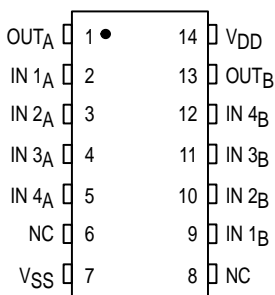 OUTA 1 14 VDD
IN 1A 2 13 OUTB
IN 2A 3 12 IN 4B
IN 3A 4 11 IN 3B
IN 4A 5 10 IN 2B
NC 6 9 IN 1B
VSS 7 8 NC